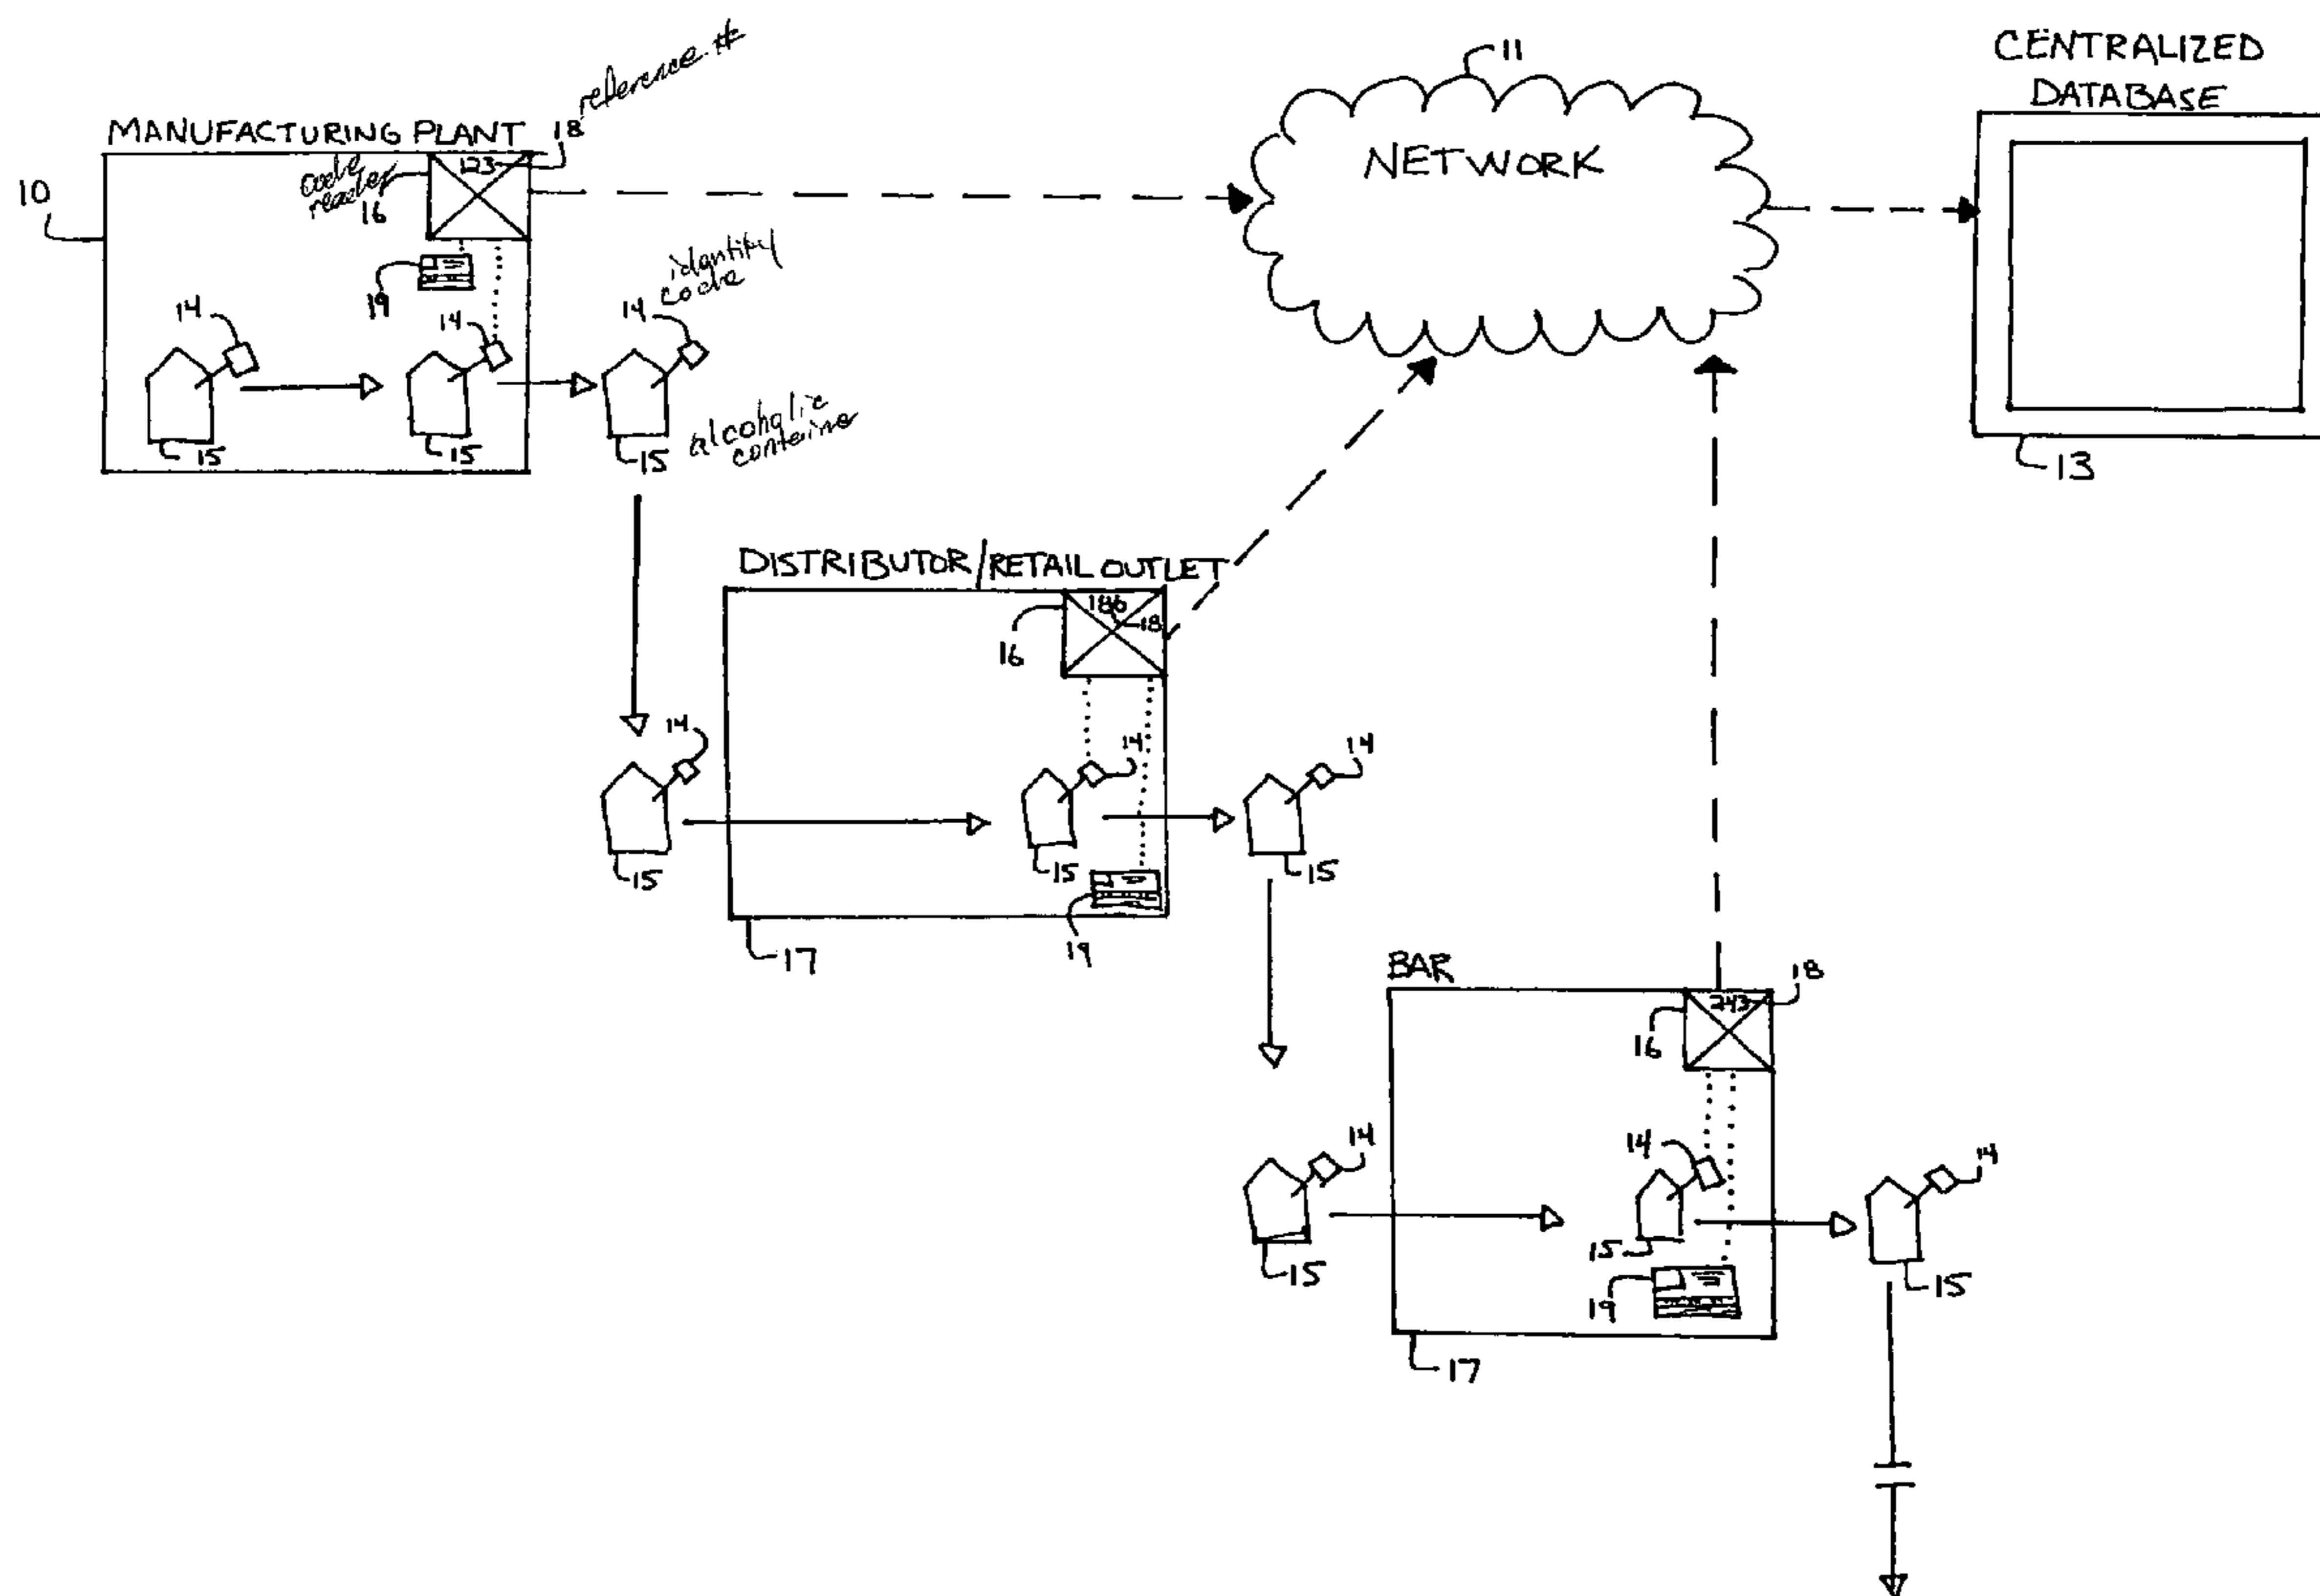 reference #
11
CENTRALIZED
DATABASE
MANUFACTURING PLANT
18
NETWORK
code
reader
123
16
10
identity
code
19
14
14
14
alcoholic
containe
15
15
15
13
DISTRIBUTOR/RETAIL OUTLET
186
18
16
14
14
14
15
15
15
19
17
BAR
18
243
16
14
14
14
15
15
15
19
17